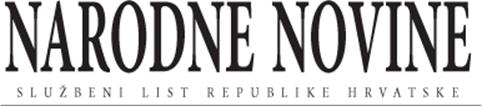 NARODNE NOVINE
SLUŽBENI LIST REPUBLIKE HRVATSKE